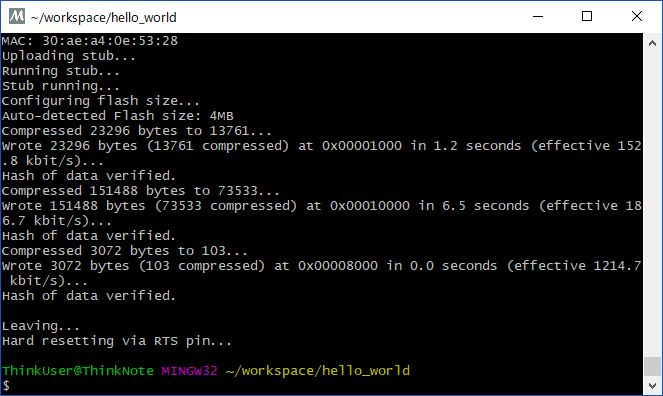 ~/workspace/hello_world
MAC: 30:ae:a4:0e:53:28
Uploading stub...
Running stub...
Stub running...
Configuring flash size...
Auto-detected Flash size: 4MB
Compressed 23296 bytes to 13761...
Wrote 23296 bytes (13761 compressed) at 0x00001000 in 1.2 seconds (effective 152
.8 kbit/s)...
Hash of data verified.
Compressed 151488 bytes to 73533...
Wrote 151488 bytes (73533 compressed) at 0x00010000 in 6.5 seconds (effective 18
6.7 kbit/s)...
Hash of data verified.
Compressed 3072 bytes to 103...
Wrote 3072 bytes (103 compressed) at 0x00008000 in 0.0 seconds (effective 1214.7
 kbit/s)...
Hash of data verified.

Leaving...
Hard resetting via RTS pin...

ThinkUser@ThinkNote MINGW32 ~/workspace/hello_world
$